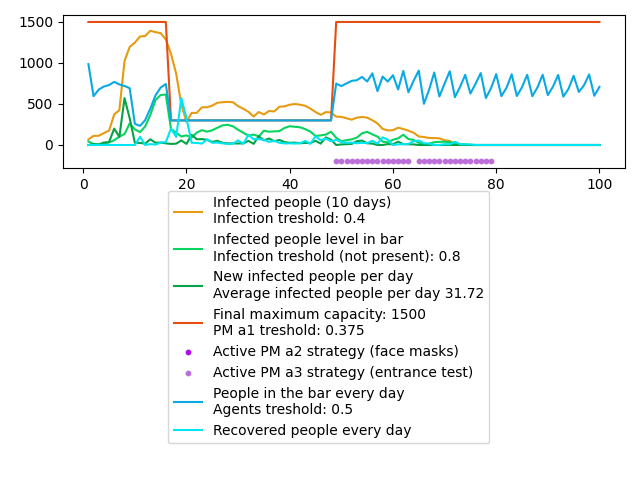 1500
1000
500
0
0 20 40 60 80 100
Infected people (10 days)
Infection treshold: 0.4
Infected people level in bar
Infection treshold (not present): 0.8
New infected people per day
Average infected people per day 31.72
Final maximum capacity: 1500
PM a1 treshold: 0.375
Active PM a2 strategy (face masks)
Active PM a3 strategy (entrance test)
People in the bar every day
Agents treshold: 0.5
Recovered people every day